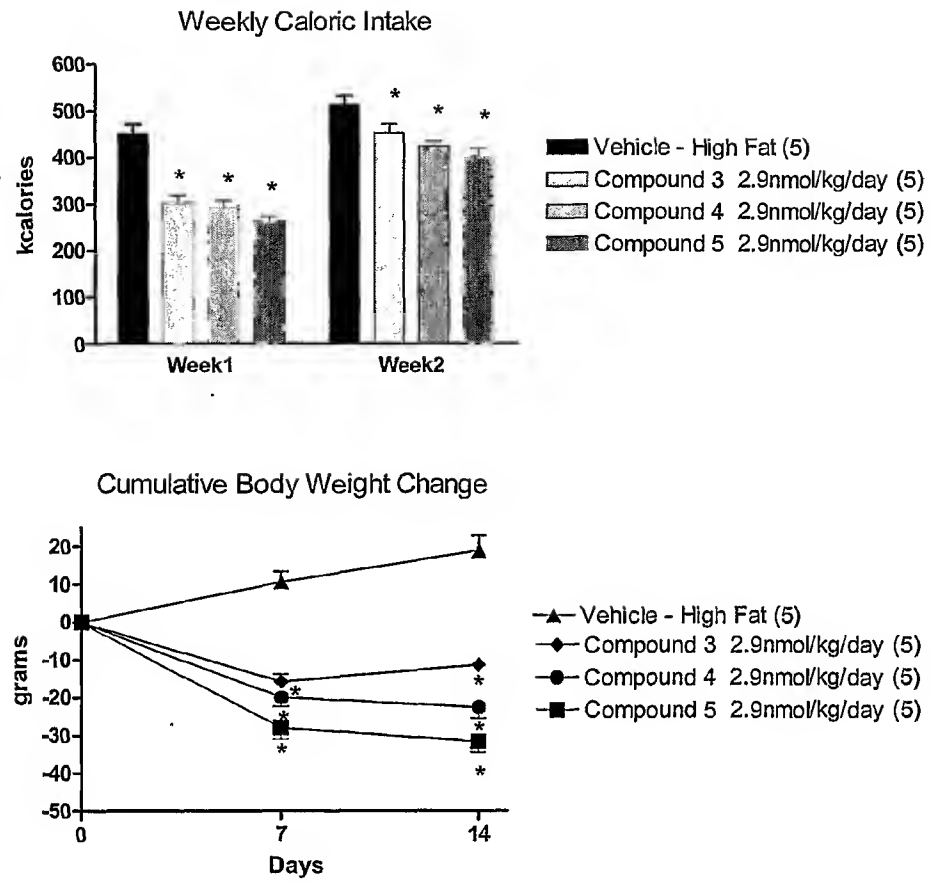 Weekly Caloric Intake
600
500
400
300
200
100
0
kcalories
* * * * * *
Week1 Week2
Vehicle - High Fat (5)
Compound 3 2.9nmol/kg/day (5)
Compound 4 2.9nmol/kg/day (5)
Compound 5 2.9nmol/kg/day (5)
Cumulative Body Weight Change
20
10
0
-10
-20
-30
-40
-50
grams
* * * * * *
0 7 14
Days
Vehicle - High Fat (5)
Compound 3 2.9nmol/kg/day (5)
Compound 4 2.9nmol/kg/day (5)
Compound 5 2.9nmol/kg/day (5)